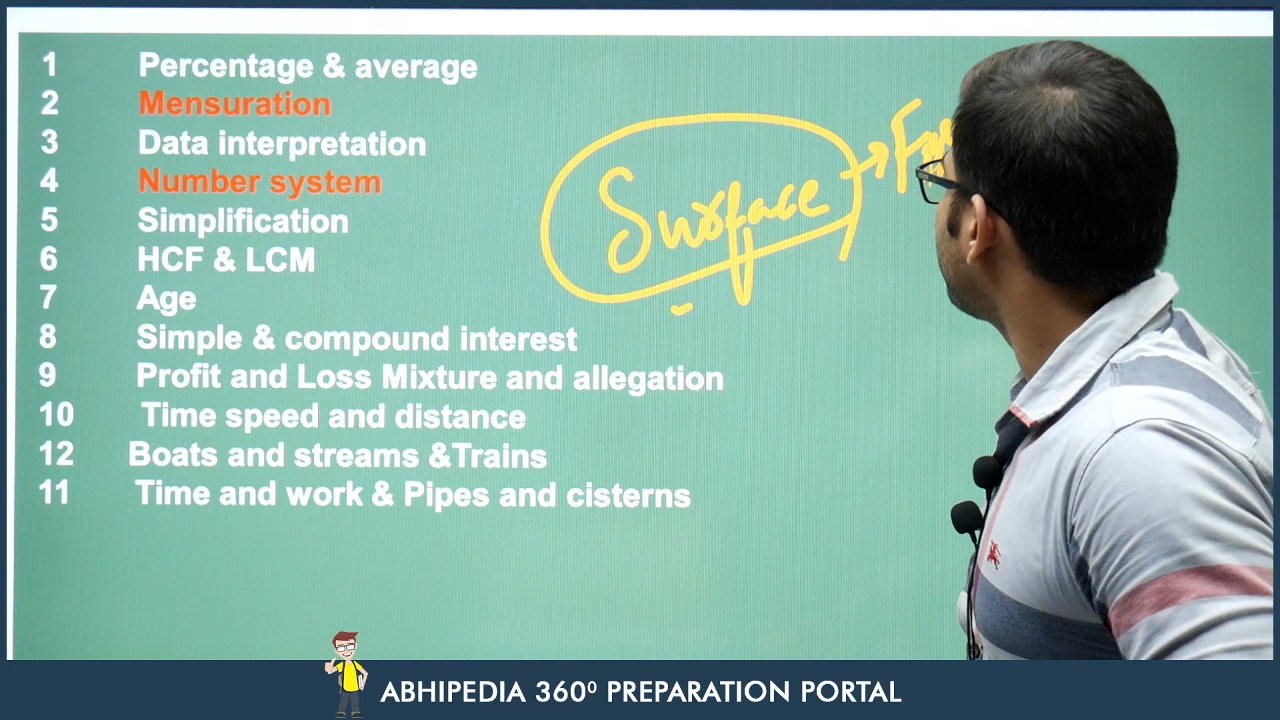 1 Percentage & average
2 Mensuration
3 Data interpretation
4 Number system
5 Simplification
6 HCF & LCM
7 Age
8 Simple & compound interest
9 Profit and Loss Mixture and allegation
10 Time speed and distance
12 Boats and streams &Trains
11 Time and work & Pipes and cisterns
Surface
ABHIPEDIA 360⁰ PREPARATION PORTAL